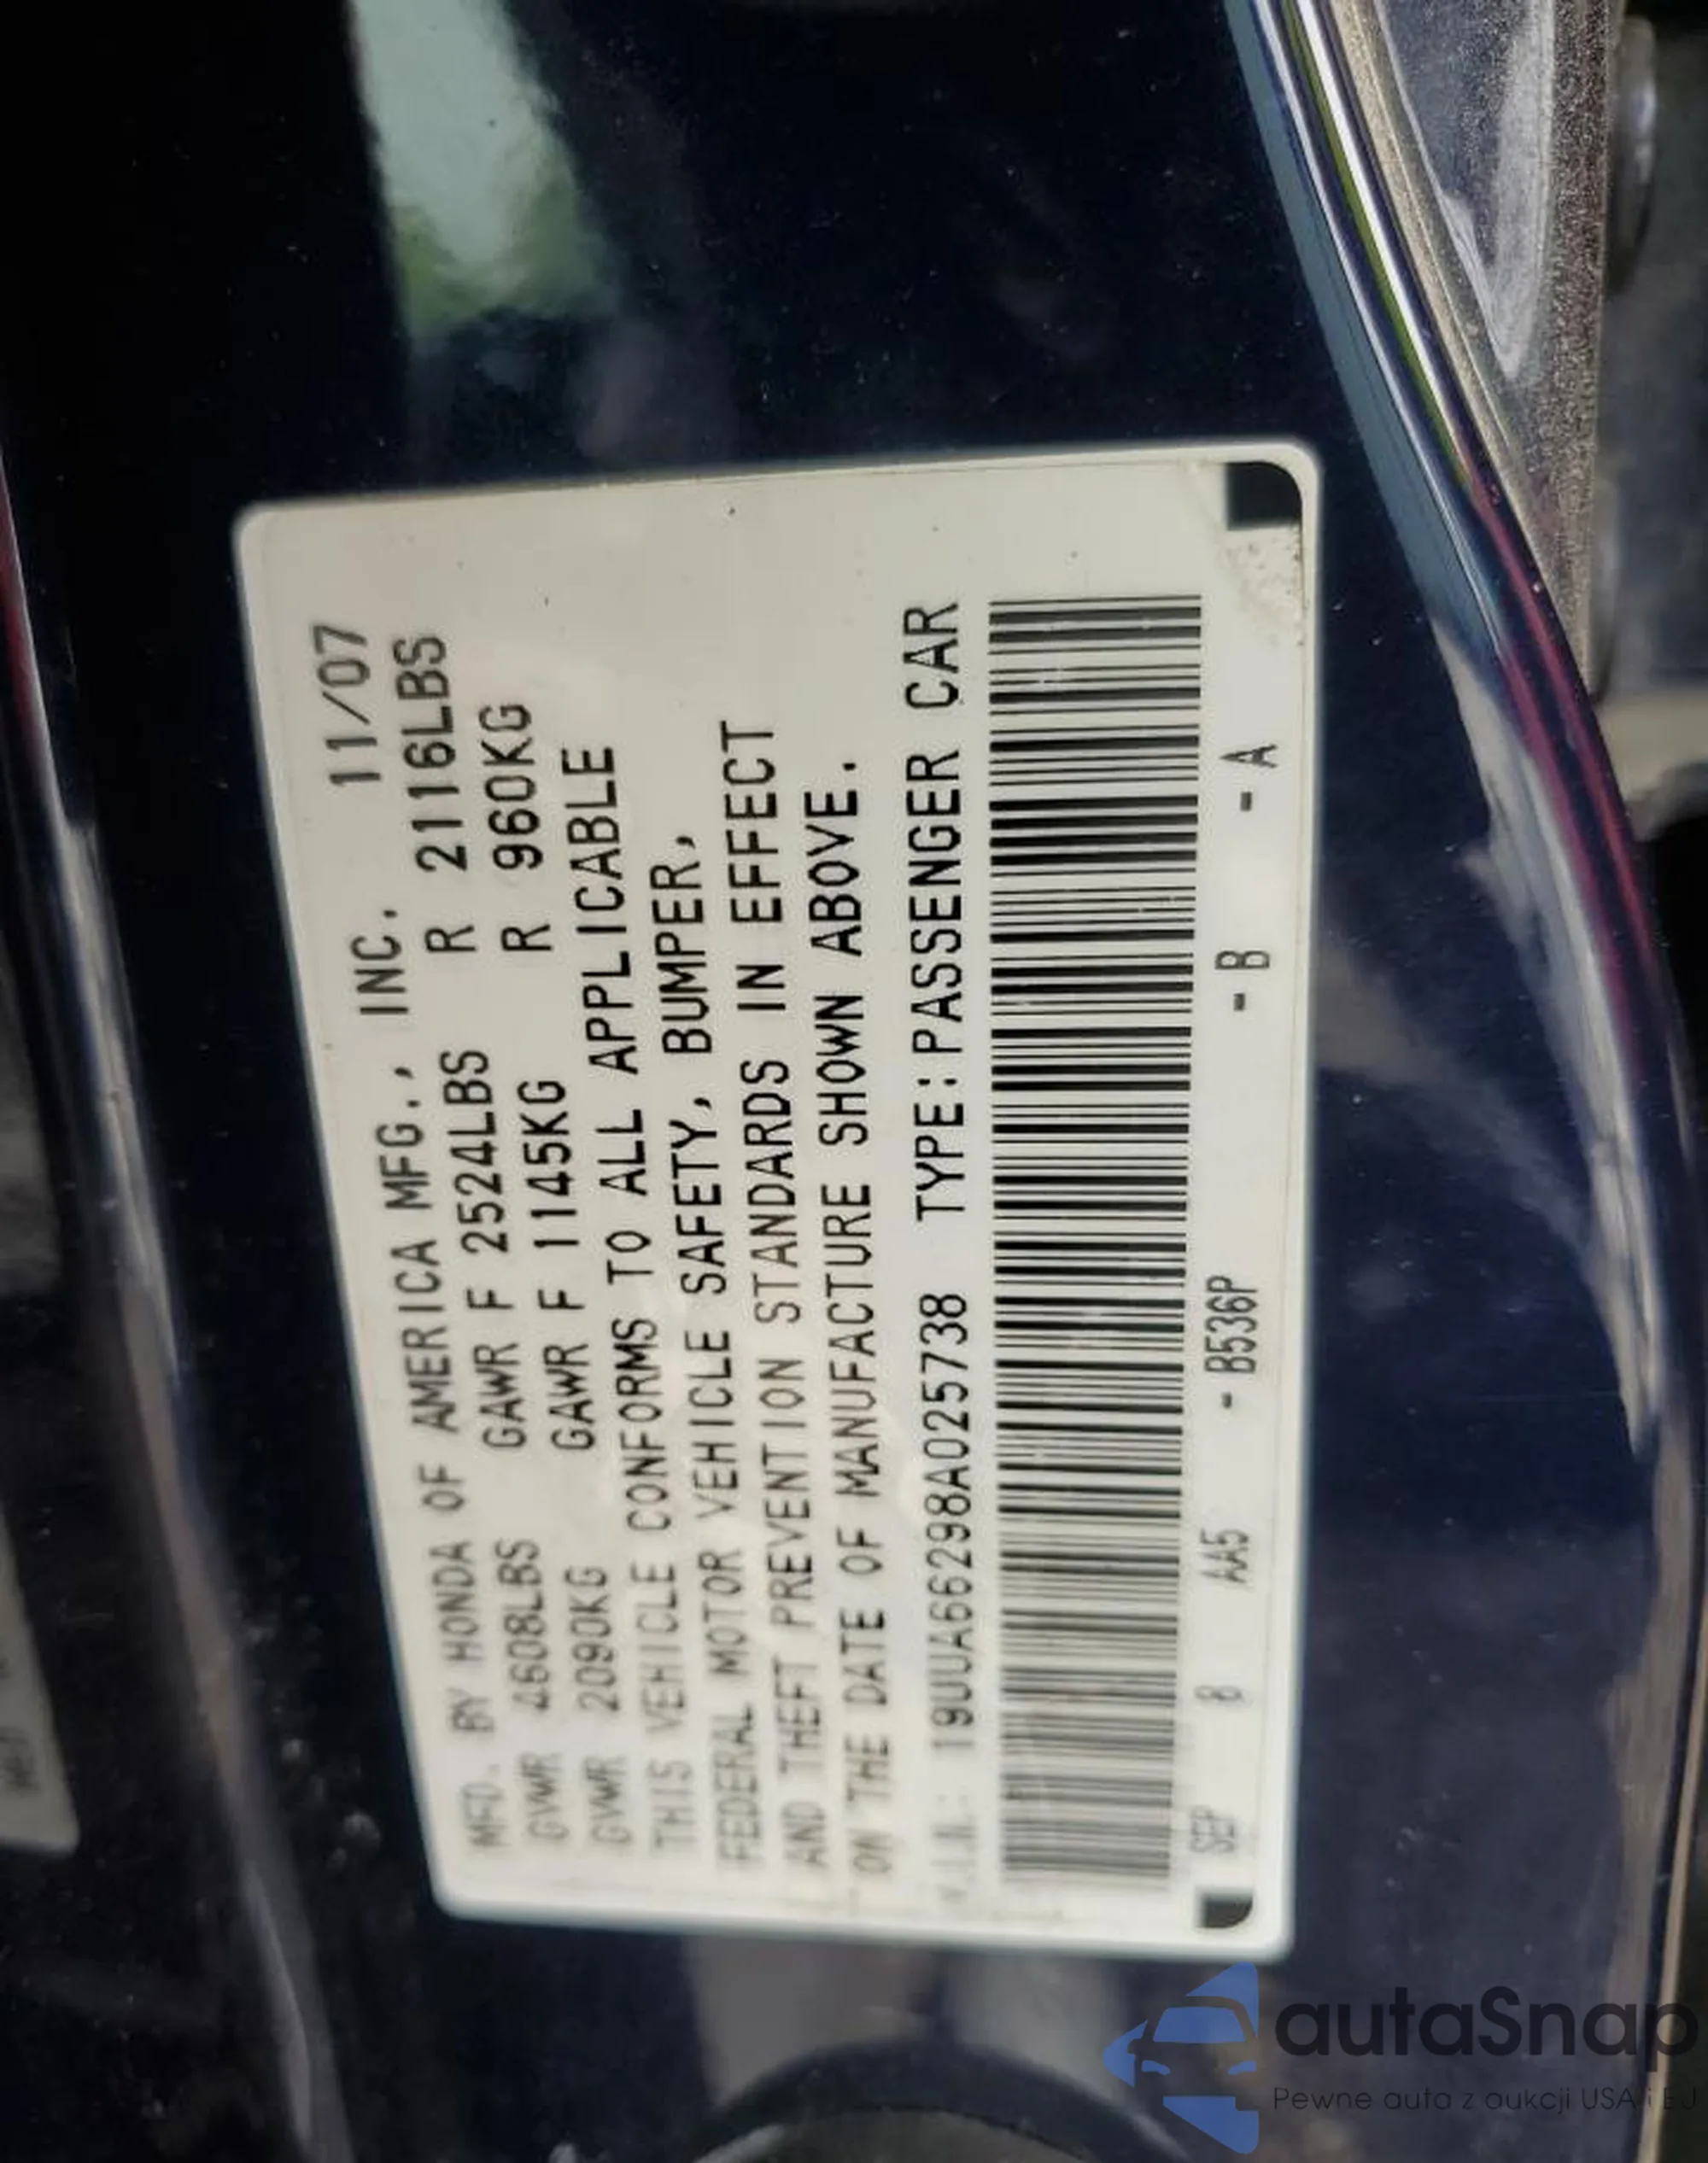 MFD. BY HONDA OF AMERICA MFG., INC. 11/07
GVWR 4608LBS GAWR F 2524LBS R 2116LBS
GVWR 2090KG GAWR F 1145KG R 960KG
THIS VEHICLE CONFORMS TO ALL APPLICABLE
FEDERAL MOTOR VEHICLE SAFETY, BUMPER,
AND THEFT PREVENTION STANDARDS IN EFFECT
ON THE DATE OF MANUFACTURE SHOWN ABOVE.
V.I.N.: 19UUA66298A025738 TYPE:PASSENGER CAR
SEP 8 AA5 - B536P - B - A
autaSnap
Pewne auta z aukcji USA i EU